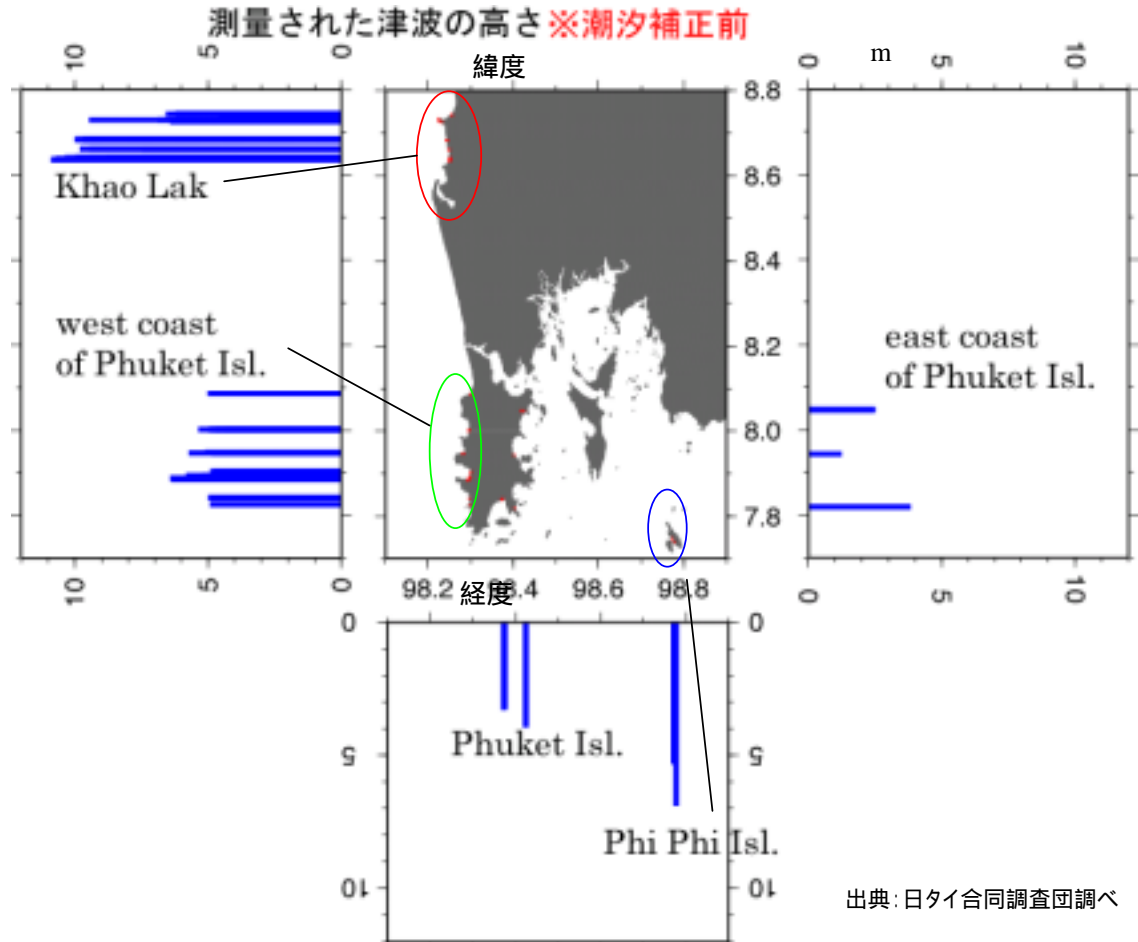 測量された津波の高さ※潮汐補正前
10 5 0
緯度
0 m 5 10
8.8
8.6
8.4
8.2
8.0
7.8
Khao Lak
west coast
of Phuket Isl.
east coast
of Phuket Isl.
10 5 0
98.2 経度 98.6 98.8
0 5 10
0 0
Phuket Isl.
5 5
Phi Phi Isl.
10 10
出典：日タイ合同調査団調べ